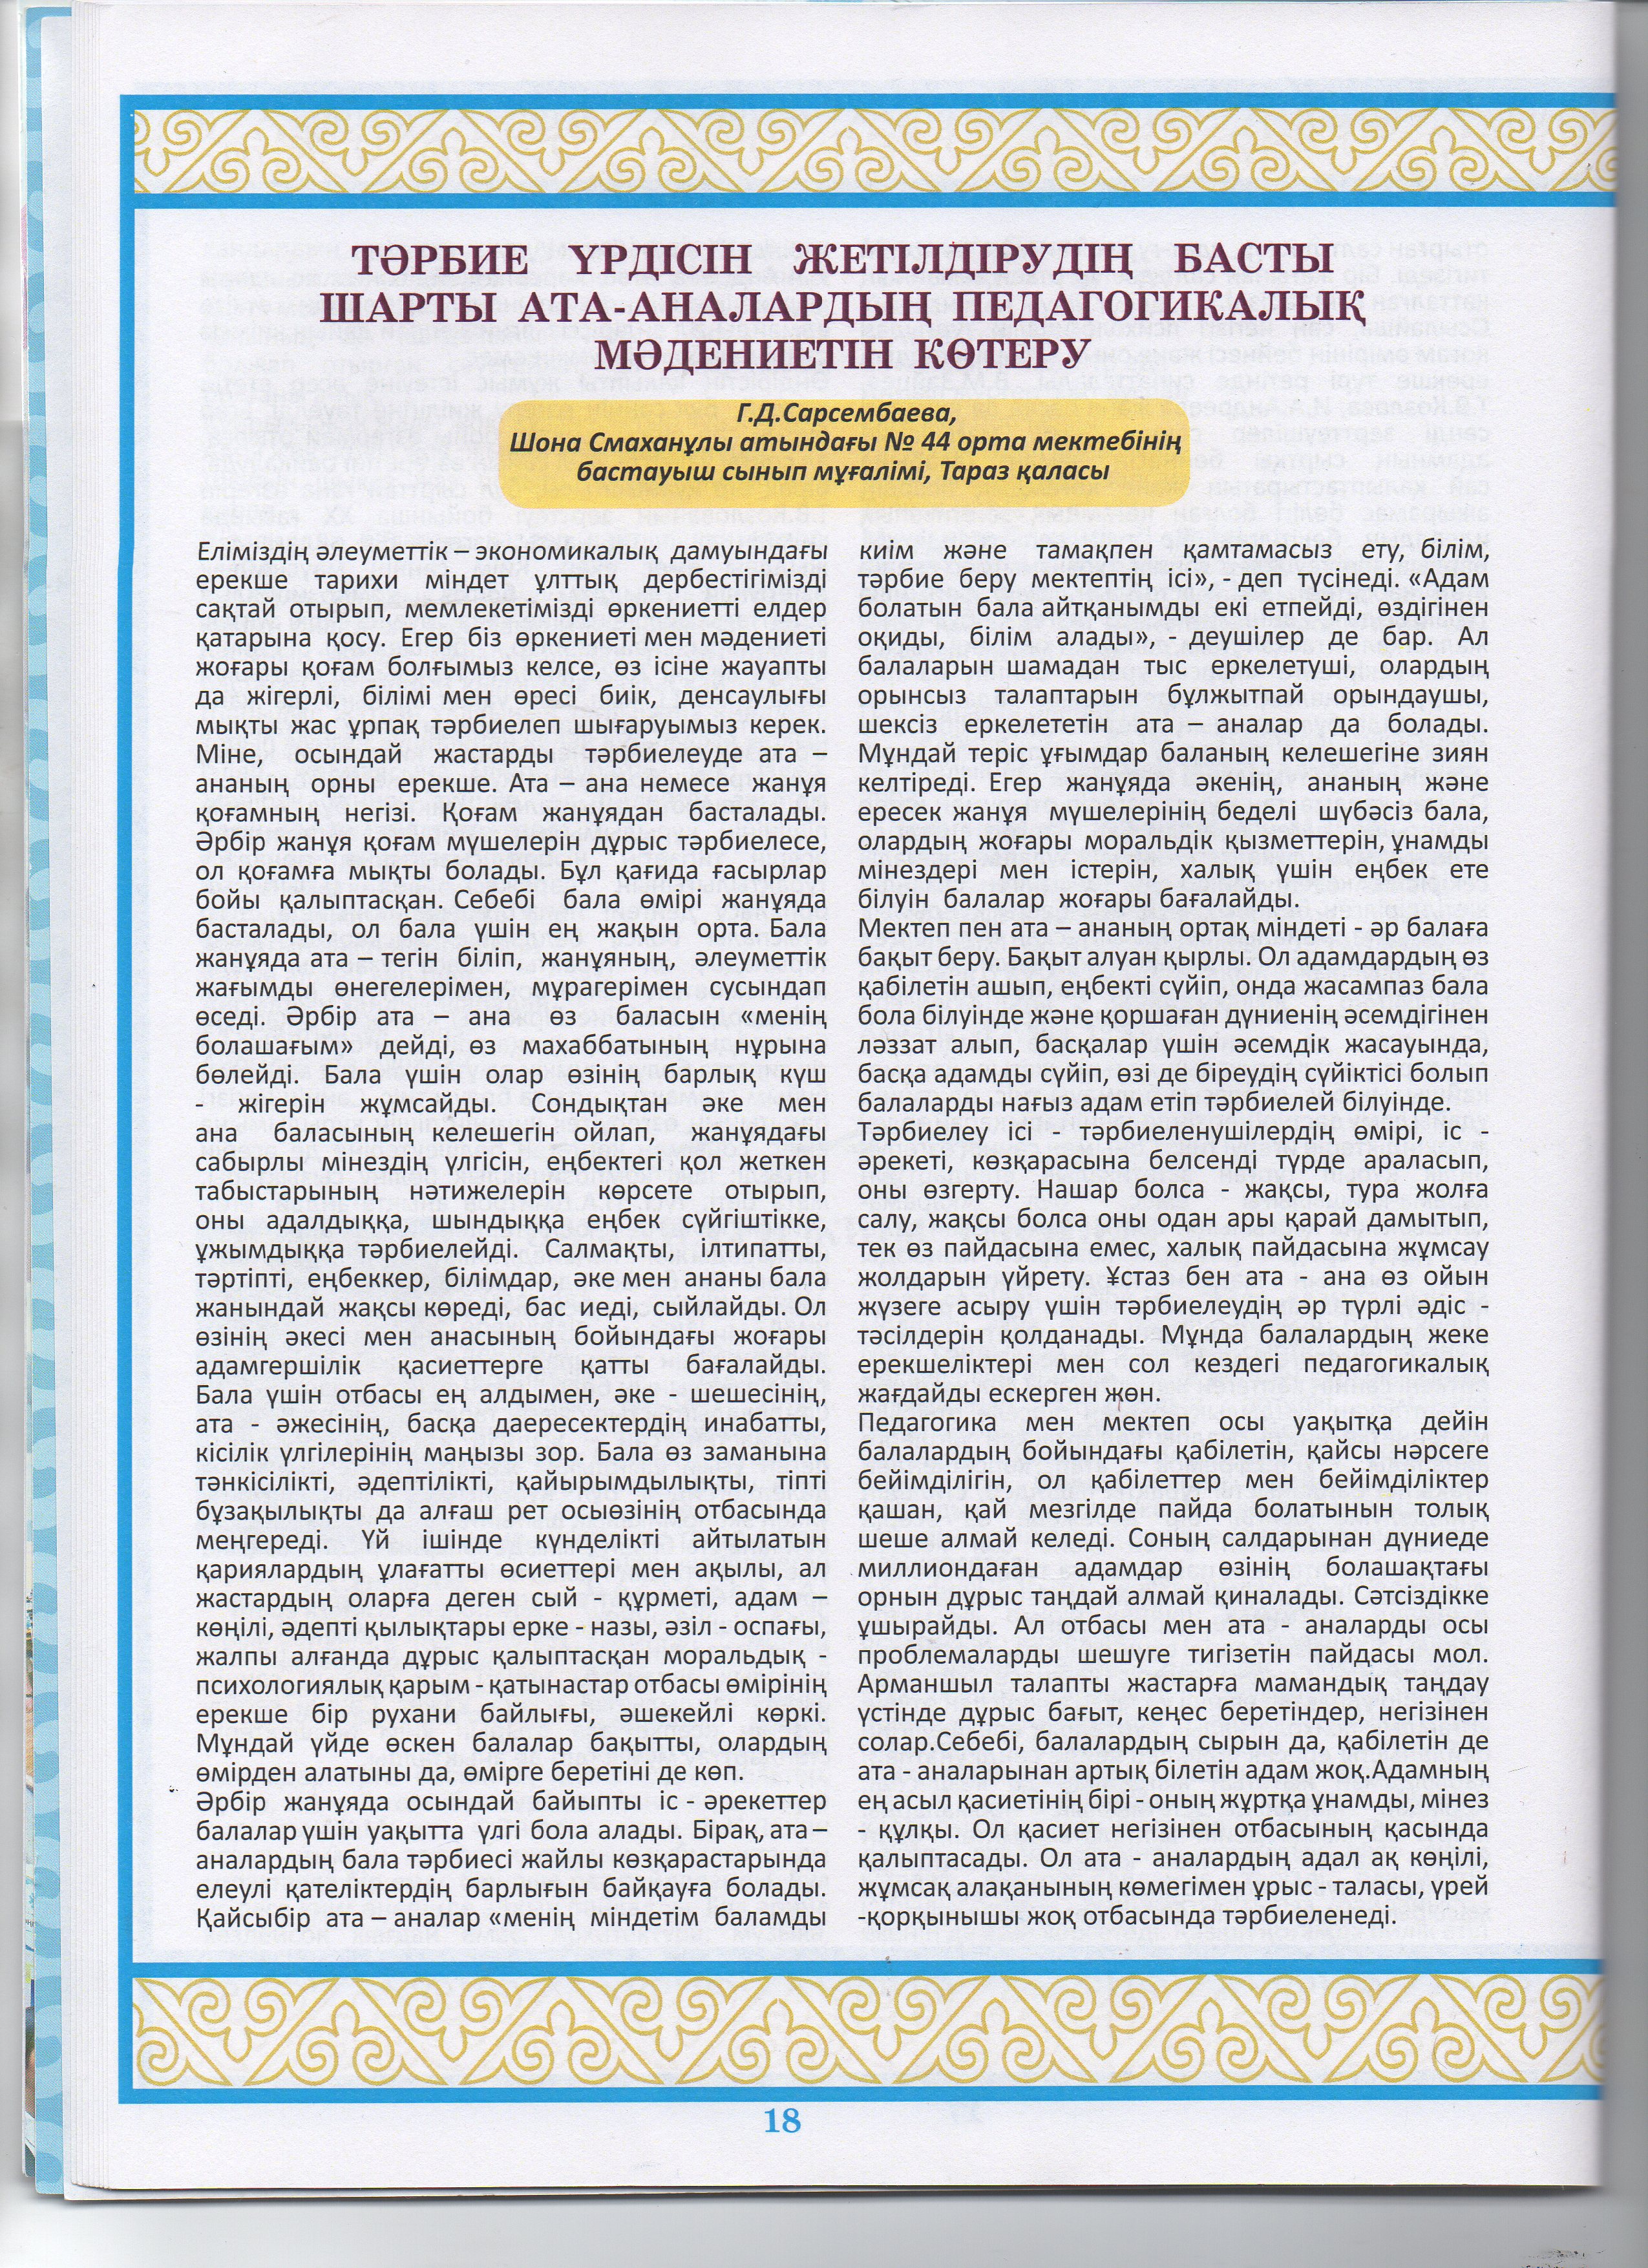 ТӘРБИЕ ҮРДІСІН ЖЕТІЛДІРУДІҢ БАСТЫ
ШАРТЫ АТА-АНАЛАРДЫҢ ПЕДАГОГИКАЛЫҚ
МӘДЕНИЕТІН КӨТЕРУ
Г.Д.Сарсембаева,
Шона Смаханұлы атындағы № 44 орта мектебінің
бастауыш сынып мұғалімі, Тараз қаласы
Еліміздің әлеуметтік – экономикалық дамуындағы
ерекше тарихи міндет ұлттық дербестігімізді
сақтай отырып, мемлекетімізді өркениетті елдер
қатарына қосу. Егер біз өркениеті мен мәдениеті
жоғары қоғам болғымыз келсе, өз ісіне жауапты
да жігерлі, білімі мен өресі биік, денсаулығы
мықты жас ұрпақ тәрбиелеп шығаруымыз керек.
Міне, осындай жастарды тәрбиелеуде ата –
ананың орны ерекше. Ата – ана немесе жанұя
қоғамның негізі. Қоғам жанұядан басталады.
Әрбір жанұя қоғам мүшелерін дұрыс тәрбиелесе,
ол қоғамға мықты болады. Бұл қағида ғасырлар
бойы қалыптасқан. Себебі бала өмірі жанұяда
басталады, ол бала үшін ең жақын орта. Бала
жанұяда ата – тегін біліп, жанұяның, әлеуметтік
жағымды өнегелерімен, мұрагерімен сусындап
өседі. Әрбір ата – ана өз баласын «менің
болашағым» дейді, өз махаббатының нұрына
бөлейді. Бала үшін олар өзінің барлық күш
- жігерін жұмсайды. Сондықтан әке мен
ана баласының келешегін ойлап, жанұядағы
сабырлы мінездің үлгісін, еңбектегі қол жеткен
табыстарының нәтижелерін көрсете отырып,
оны адалдыққа, шындыққа еңбек сүйгіштікке,
ұжымдыққа тәрбиелейді. Салмақты, ілтипатты,
тәртіпті, еңбеккер, білімдар, әке мен ананы бала
жанындай жақсы көреді, бас иеді, сыйлайды. Ол
өзінің әкесі мен анасының бойындағы жоғары
адамгершілік қасиеттерге қатты бағалайды.
Бала үшін отбасы ең алдымен, әке - шешесінің,
ата - әжесінің, басқа даересектердің инабатты,
кісілік үлгілерінің маңызы зор. Бала өз заманына
тәнкісілікті, әдептілікті, қайырымдылықты, тіпті
бұзақылықты да алғаш рет осыөзінің отбасында
меңгереді. Үй ішінде күнделікті айтылатын
қариялардың ұлағатты өсиеттері мен ақылы, ал
жастардың оларға деген сый - құрметі, адам –
көңілі, әдепті қылықтары ерке - назы, әзіл - оспағы,
жалпы алғанда дұрыс қалыптасқан моральдық -
психологиялық қарым - қатынастар отбасы өмірінің
ерекше бір рухани байлығы, әшекейлі көркі.
Мұндай үйде өскен балалар бақытты, олардың
өмірден алатыны да, өмірге беретіні де көп.
Әрбір жанұяда осындай байыпты іс - әрекеттер
балалар үшін уақытта үлгі бола алады. Бірақ, ата –
аналардың бала тәрбиесі жайлы көзқарастарында
елеулі қателіктердің барлығын байқауға болады.
Қайсыбір ата – аналар «менің міндетім баламды
киім және тамақпен қамтамасыз ету, білім,
тәрбие беру мектептің ісі», - деп түсінеді. «Адам
болатын бала айтқанымды екі етпейді, өздігінен
оқиды, білім алады», - деушілер де бар. Ал
балаларын шамадан тыс еркелетуші, олардың
орынсыз талаптарын бұлжытпай орындаушы,
шексіз еркелететін ата – аналар да болады.
Мұндай теріс ұғымдар баланың келешегіне зиян
келтіреді. Егер жанұяда әкенің, ананың және
ересек жанұя мүшелерінің беделі шүбәсіз бала,
олардың жоғары моральдік қызметтерін, ұнамды
мінездері мен істерін, халық үшін еңбек ете
білуін балалар жоғары бағалайды.
Мектеп пен ата – ананың ортақ міндеті - әр балаға
бақыт беру. Бақыт алуан қырлы. Ол адамдардың өз
қабілетін ашып, еңбекті сүйіп, онда жасампаз бала
бола білуінде және қоршаған дүниенің әсемдігінен
ләззат алып, басқалар үшін әсемдік жасауында,
басқа адамды сүйіп, өзі де біреудің сүйіктісі болып
балаларды нағыз адам етіп тәрбиелей білуінде.
Тәрбиелеу ісі - тәрбиеленушілердің өмірі, іс -
әрекеті, көзқарасына белсенді түрде араласып,
оны өзгерту. Нашар болса - жақсы, тура жолға
салу, жақсы болса оны одан ары қарай дамытып,
тек өз пайдасына емес, халық пайдасына жұмсау
жолдарын үйрету. Ұстаз бен ата - ана өз ойын
жүзеге асыру үшін тәрбиелеудің әр түрлі әдіс -
тәсілдерін қолданады. Мұнда балалардың жеке
ерекшеліктері мен сол кездегі педагогикалық
жағдайды ескерген жөн.
Педагогика мен мектеп осы уақытқа дейін
балалардың бойындағы қабілетін, қайсы нәрсеге
бейімділігін, ол қабілеттер мен бейімділіктер
қашан, қай мезгілде пайда болатынын толық
шеше алмай келеді. Соның салдарынан дүниеде
миллиондаған адамдар өзінің болашақтағы
орнын дұрыс таңдай алмай қиналады. Сәтсіздікке
ұшырайды. Ал отбасы мен ата - аналарды осы
проблемаларды шешуге тигізетін пайдасы мол.
Арманшыл талапты жастарға мамандық таңдау
үстінде дұрыс бағыт, кеңес беретіндер, негізінен
солар.Себебі, балалардың сырын да, қабілетін де
ата - аналарынан артық білетін адам жоқ.Адамның
ең асыл қасиетінің бірі - оның жұртқа ұнамды, мінез
- құлқы. Ол қасиет негізінен отбасының қасында
қалыптасады. Ол ата - аналардың адал ақ көңілі,
жұмсақ алақанының көмегімен ұрыс - таласы, үрей
-қорқынышы жоқ отбасында тәрбиеленеді.
18